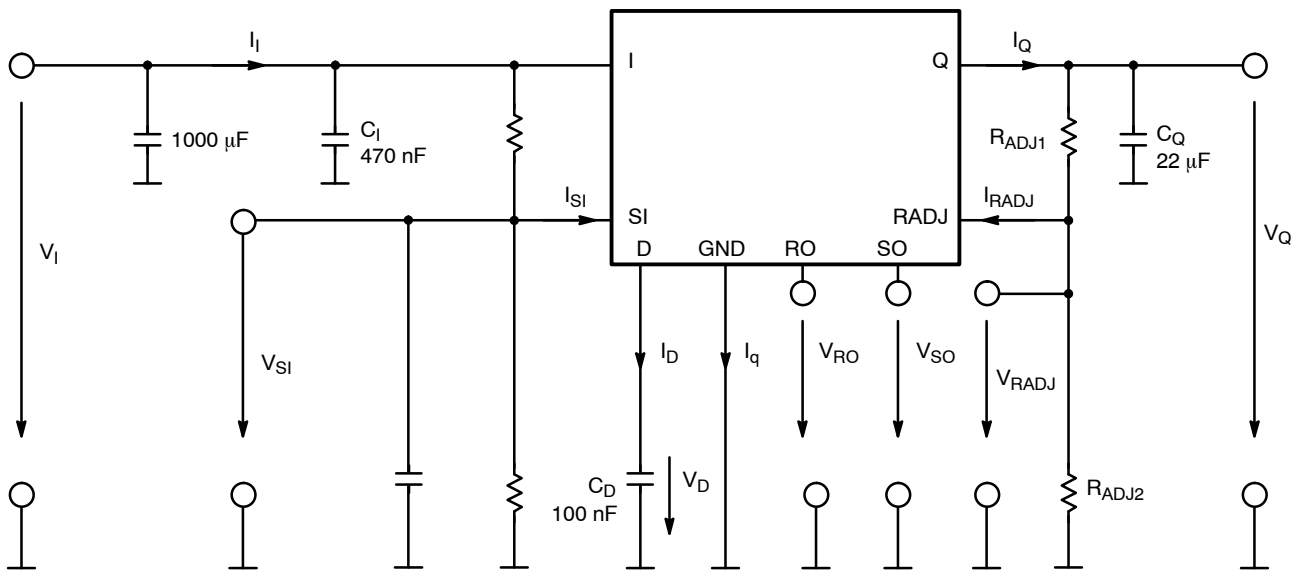 I_I
I_Q
I
Q
1000 μF
C_I
470 nF
R_ADJ1
C_Q
22 μF
I_SI
I_RADJ
SI
RADJ
D
GND
RO
SO
V_I
V_Q
V_SI
I_D
I_q
V_RO
V_SO
V_RADJ
C_D
100 nF
V_D
R_ADJ2